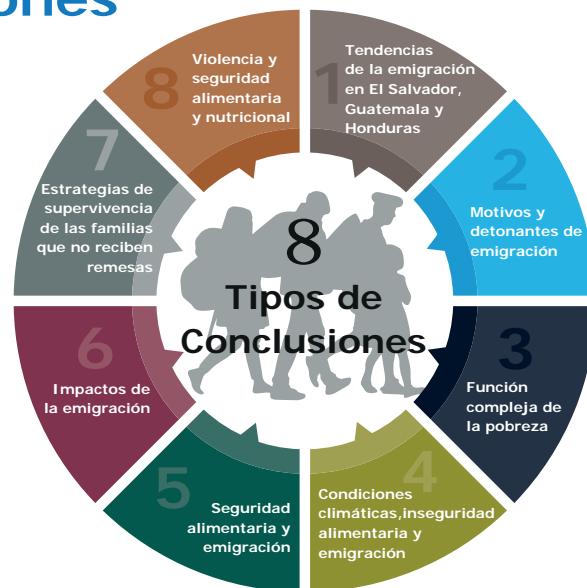 ones
1
Tendencias
de la emigración
en El Salvador,
Guatemala y
Honduras
2
Motivos y
detonantes de
emigración
3
Función
compleja de
la pobreza
4
Condiciones
climáticas,inseguridad
alimentaria y
emigración
5
Seguridad
alimentaria y
emigración
6
Impactos de
la emigración
7
Estrategias de
supervivencia
de las familias
que no reciben
remesas
8
Violencia y
seguridad
alimentaria
y nutricional
8
Tipos de
Conclusiones